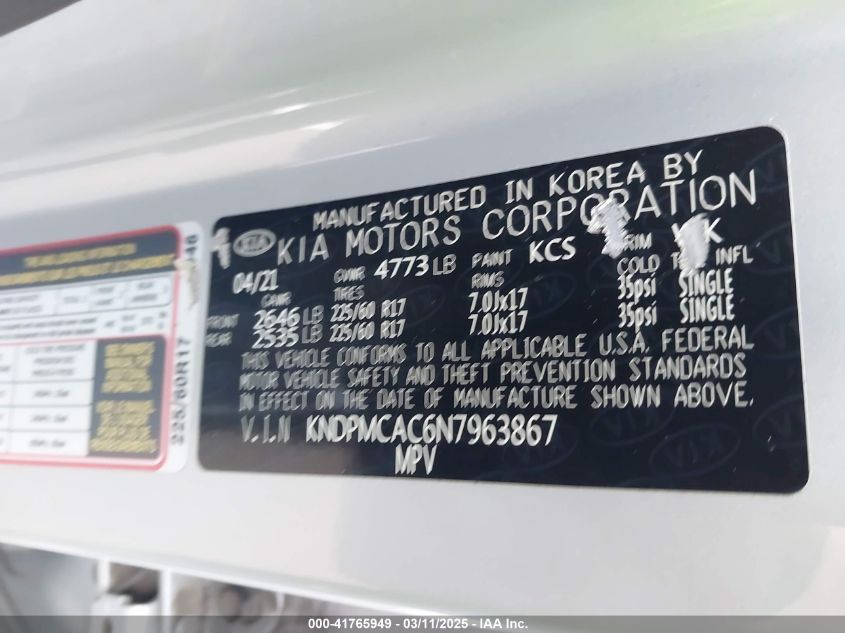 MANUFACTURED IN KOREA BY
KIA KIA MOTORS CORPORATION
04/21 GVWR 4773 LB PAINT KCS TRIM
GAWR TIRES RIMS COLD INFL
FRONT 2646 LB 225/60 R17 7.0Jx17 35psi SINGLE
REAR 2535 LB 225/60 R17 7.0Jx17 35psi SINGLE
THIS VEHICLE CONFORMS TO ALL APPLICABLE U.S.A. FEDERAL
MOTOR VEHICLE SAFETY AND THEFT PREVENTION STANDARDS
IN EFFECT ON THE DATE OF MANUFACTURE SHOWN ABOVE.
V.I.N KNDPMCAC6N7963867
MPV
225/60R17
000-41765949 - 03/11/2025 - IAA Inc.